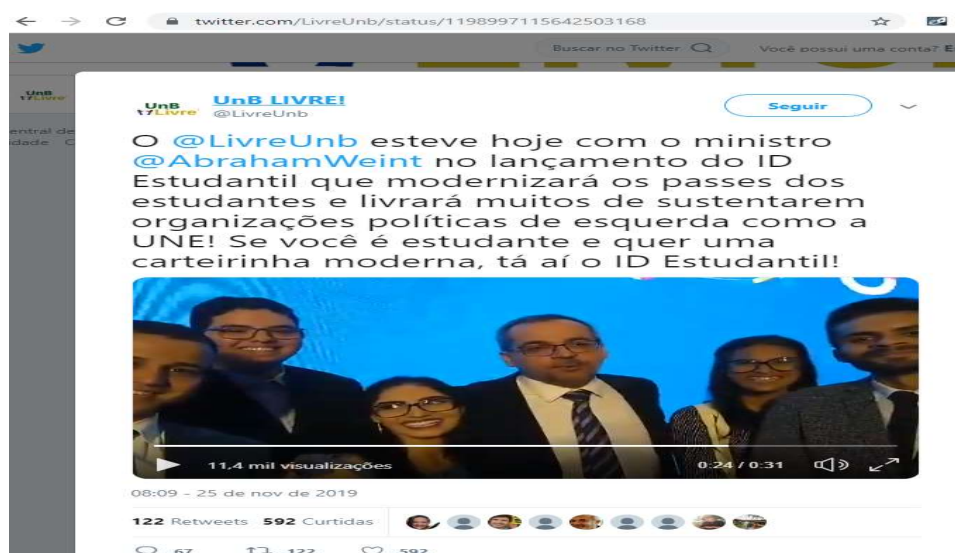 twitter.com/LivreUnb/status/1198997115642503168
Buscar no Twitter
Você possui uma conta? E
UnB
Livre
UnB LIVRE!
@LivreUnb
Seguir
O @LivreUnb esteve hoje com o ministro
@AbrahamWeint no lançamento do ID
Estudantil que modernizará os passes dos
estudantes e livrará muitos de sustentarem
organizações políticas de esquerda como a
UNE! Se você é estudante e quer uma
carteirinha moderna, tá aí o ID Estudantil!
11,4 mil visualizações
0:24 / 0:31
08:09 - 25 de nov de 2019
122 Retweets 592 Curtidas
67 122 592